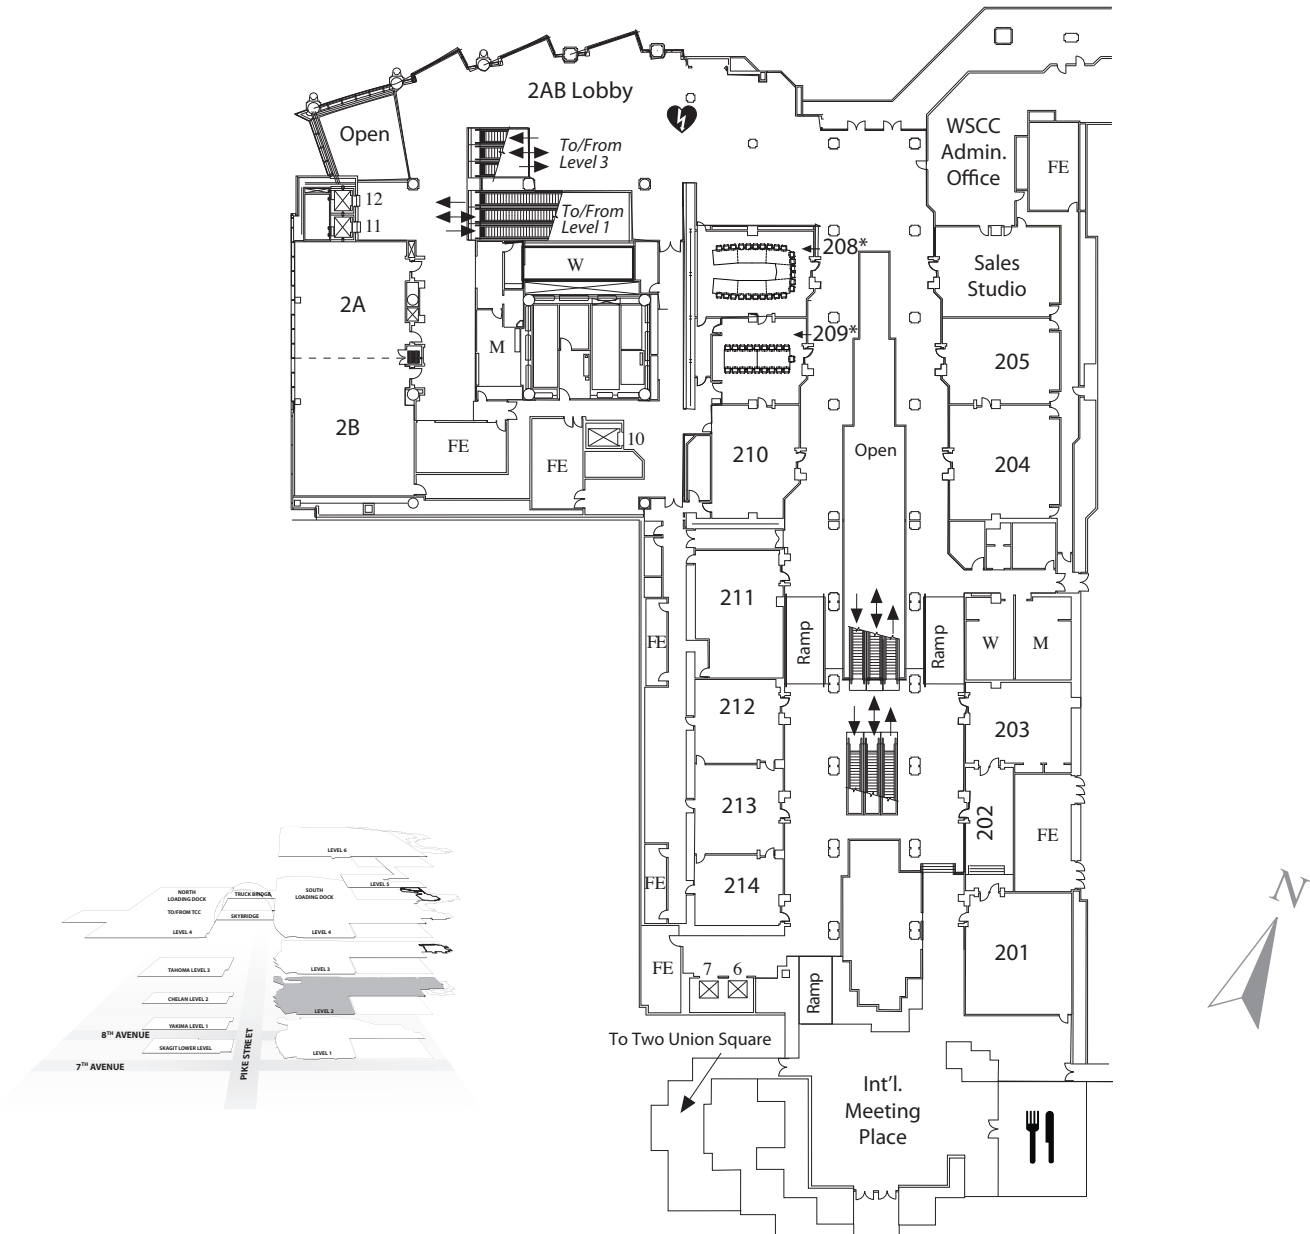 2AB Lobby
Open
To/From
Level 3
WSCC
Admin.
Office
FE
12
11
To/From
Level 1
208*
Sales
Studio
W
2A
209*
205
M
2B
10
FE
FE
210
Open
204
211
Ramp
Ramp
FE
W
M
212
203
213
202
FE
FE
214
201
FE
7
6
Ramp
To Two Union Square
Int'l.
Meeting
Place
N
LEVEL 6
LEVEL 5
NORTH
LOADING DOCK
TRUCK BRIDGE
SOUTH
LOADING DOCK
TO/FROM TCC
SKYBRIDGE
LEVEL 4
LEVEL 4
TAHOMA LEVEL 3
LEVEL 3
CHELAN LEVEL 2
LEVEL 2
YAKIMA LEVEL 1
8TH AVENUE
SKAGIT LOWER LEVEL
LEVEL 1
7TH AVENUE
PIKE STREET